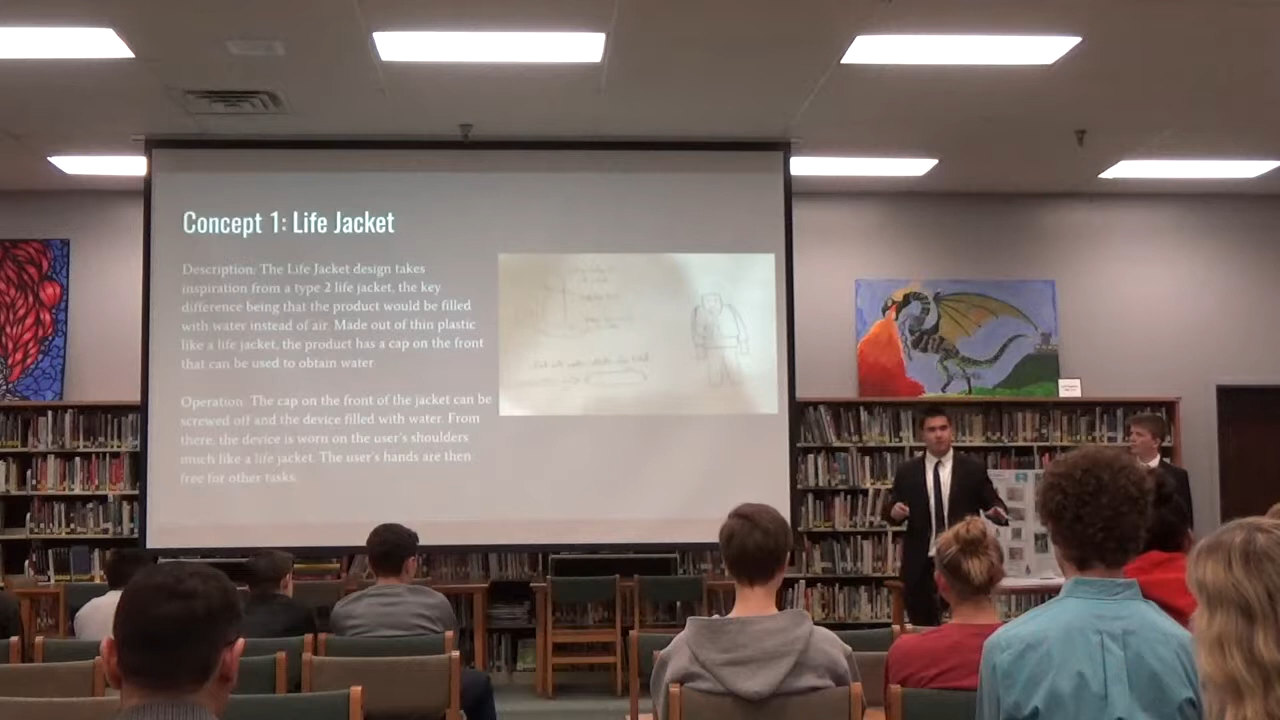 Concept 1: Life Jacket
Description: The Life Jacket design takes
inspiration from a type 2 life jacket, the key
difference being that the product would be filled
with water instead of air. Made out of thin plastic
like a life jacket, the product has a cap on the front
that can be used to obtain water.
Operation: The cap on the front of the jacket can be
screwed off and the device filled with water. From
there, the device is worn on the user's shoulders
much like a life jacket. The user's hands are then
free for other tasks.